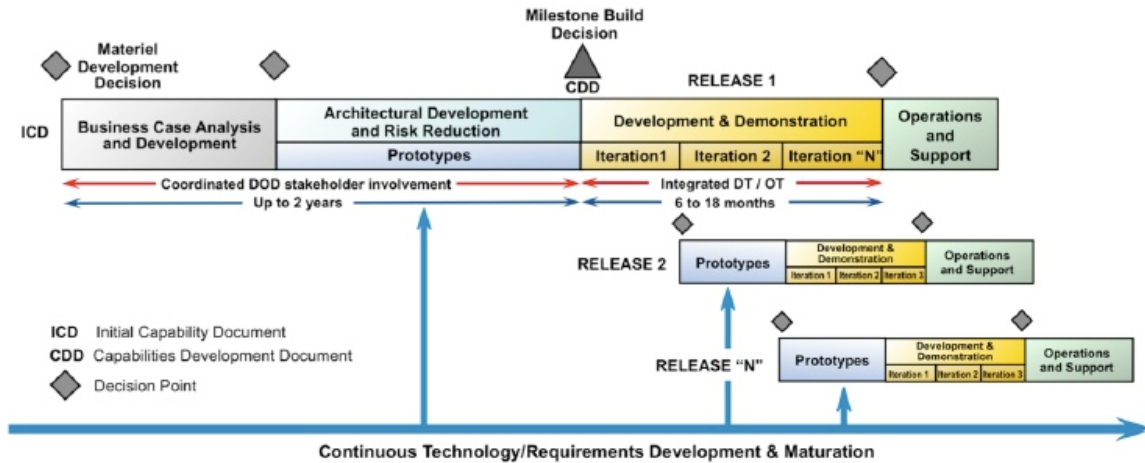 Milestone Build
Decision
Materiel
Development
Decision
CDD
RELEASE 1
ICD
Business Case Analysis
and Development
Architectural Development
and Risk Reduction
Prototypes
Development & Demonstration
Iteration1
Iteration 2
Iteration “N”
Operations
and
Support
Coordinated DOD stakeholder involvement
Integrated DT / OT
Up to 2 years
6 to 18 months
RELEASE 2
Prototypes
Development &
Demonstration
Iteration 1
Iteration 2
Iteration 3
Operations
and Support
ICD Initial Capability Document
CDD Capabilities Development Document
Decision Point
RELEASE “N”
Prototypes
Development &
Demonstration
Iteration 1
Iteration 2
Iteration 3
Operations
and Support
Continuous Technology/Requirements Development & Maturation